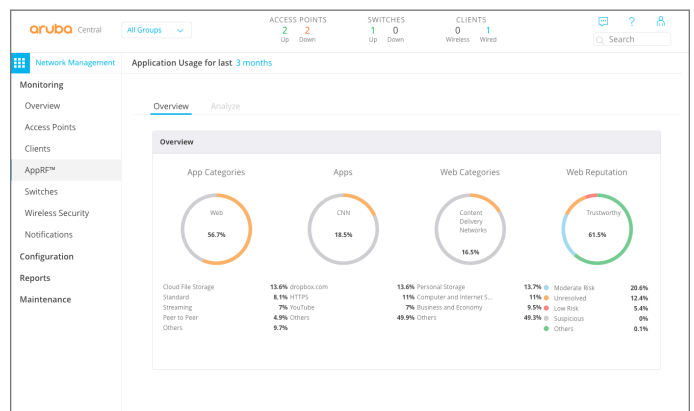 aruba Central
All Groups
ACCESS POINTS
2 2
Up Down
SWITCHES
1 0
Up Down
CLIENTS
0 1
Wireless Wired
?
Search
Network Management
Application Usage for last 3 months
Monitoring
Overview
Access Points
Clients
AppRF™
Switches
Wireless Security
Notifications
Configuration
Reports
Maintenance
Overview Analyze
Overview
App Categories
Web
56.7%
Cloud File Storage 13.6%
Standard 8.1%
Streaming 7%
Peer to Peer 4.9%
Others 9.7%
Apps
CNN
18.5%
dropbox.com 13.6%
HTTPS 11%
YouTube 7%
Others 49.9%
Web Categories
Content
Delivery
Networks
16.5%
Personal Storage 13.7%
Computer and Internet S... 11%
Business and Economy 9.5%
Others 49.3%
Web Reputation
Trustworthy
61.5%
Moderate Risk 20.6%
Unresolved 12.4%
Low Risk 5.4%
Suspicious 0%
Others 0.1%